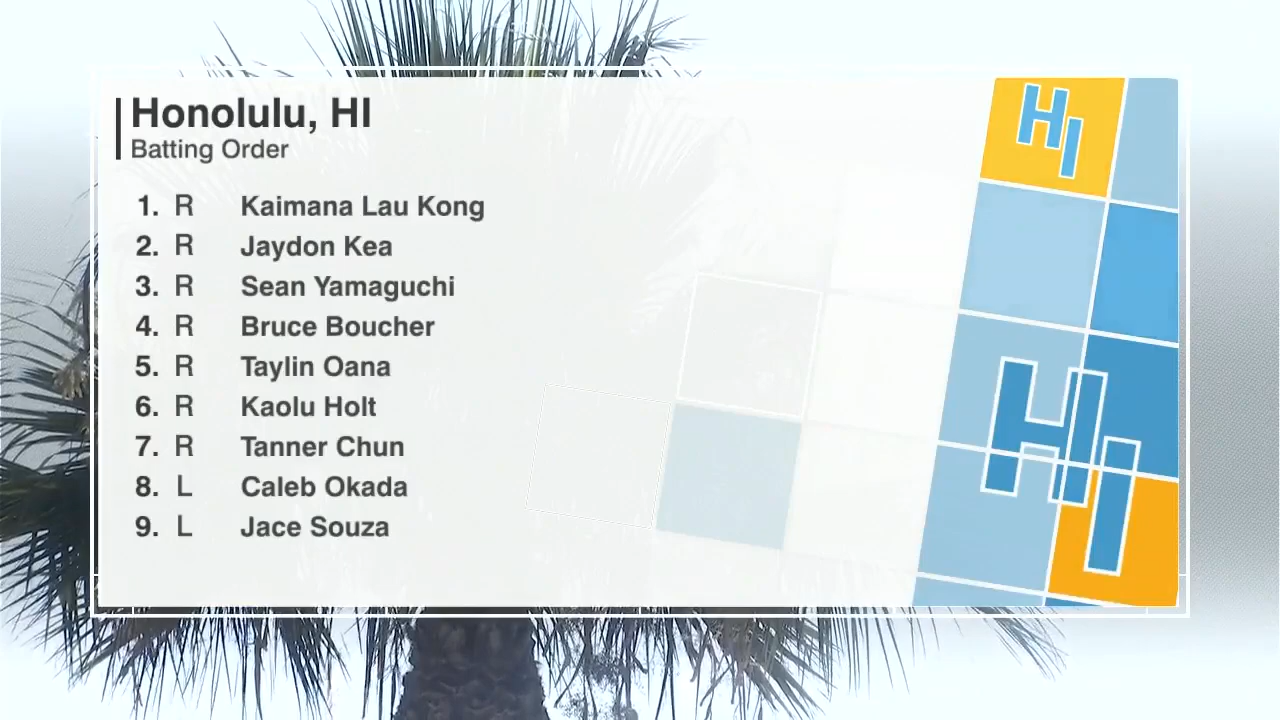 Honolulu, HI
Batting Order
1. R Kaimana Lau Kong
2. R Jaydon Kea
3. R Sean Yamaguchi
4. R Bruce Boucher
5. R Taylin Oana
6. R Kaolu Holt
7. R Tanner Chun
8. L Caleb Okada
9. L Jace Souza
HI
HI